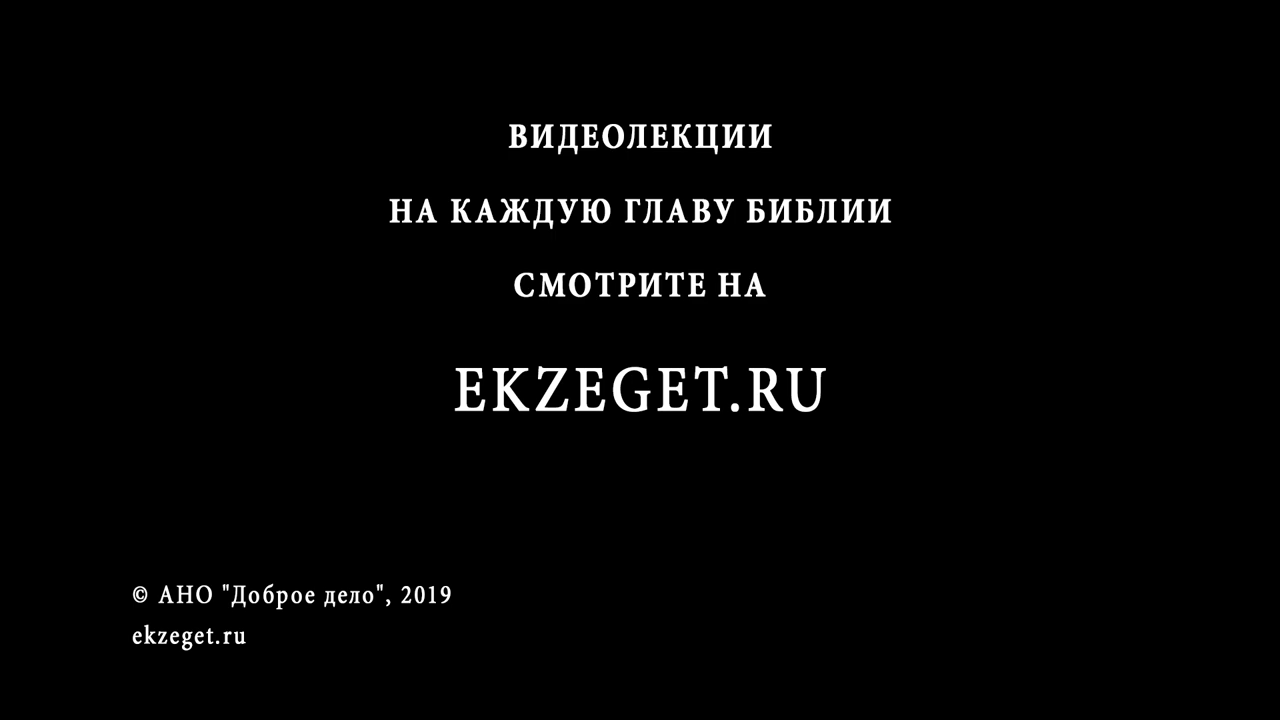 ВИДЕОЛЕКЦИИ
НА КАЖДУЮ ГЛАВУ БИБЛИИ
СМОТРИТЕ НА
EKZEGET.RU
© АНО "Доброе дело", 2019
ekzeget.ru